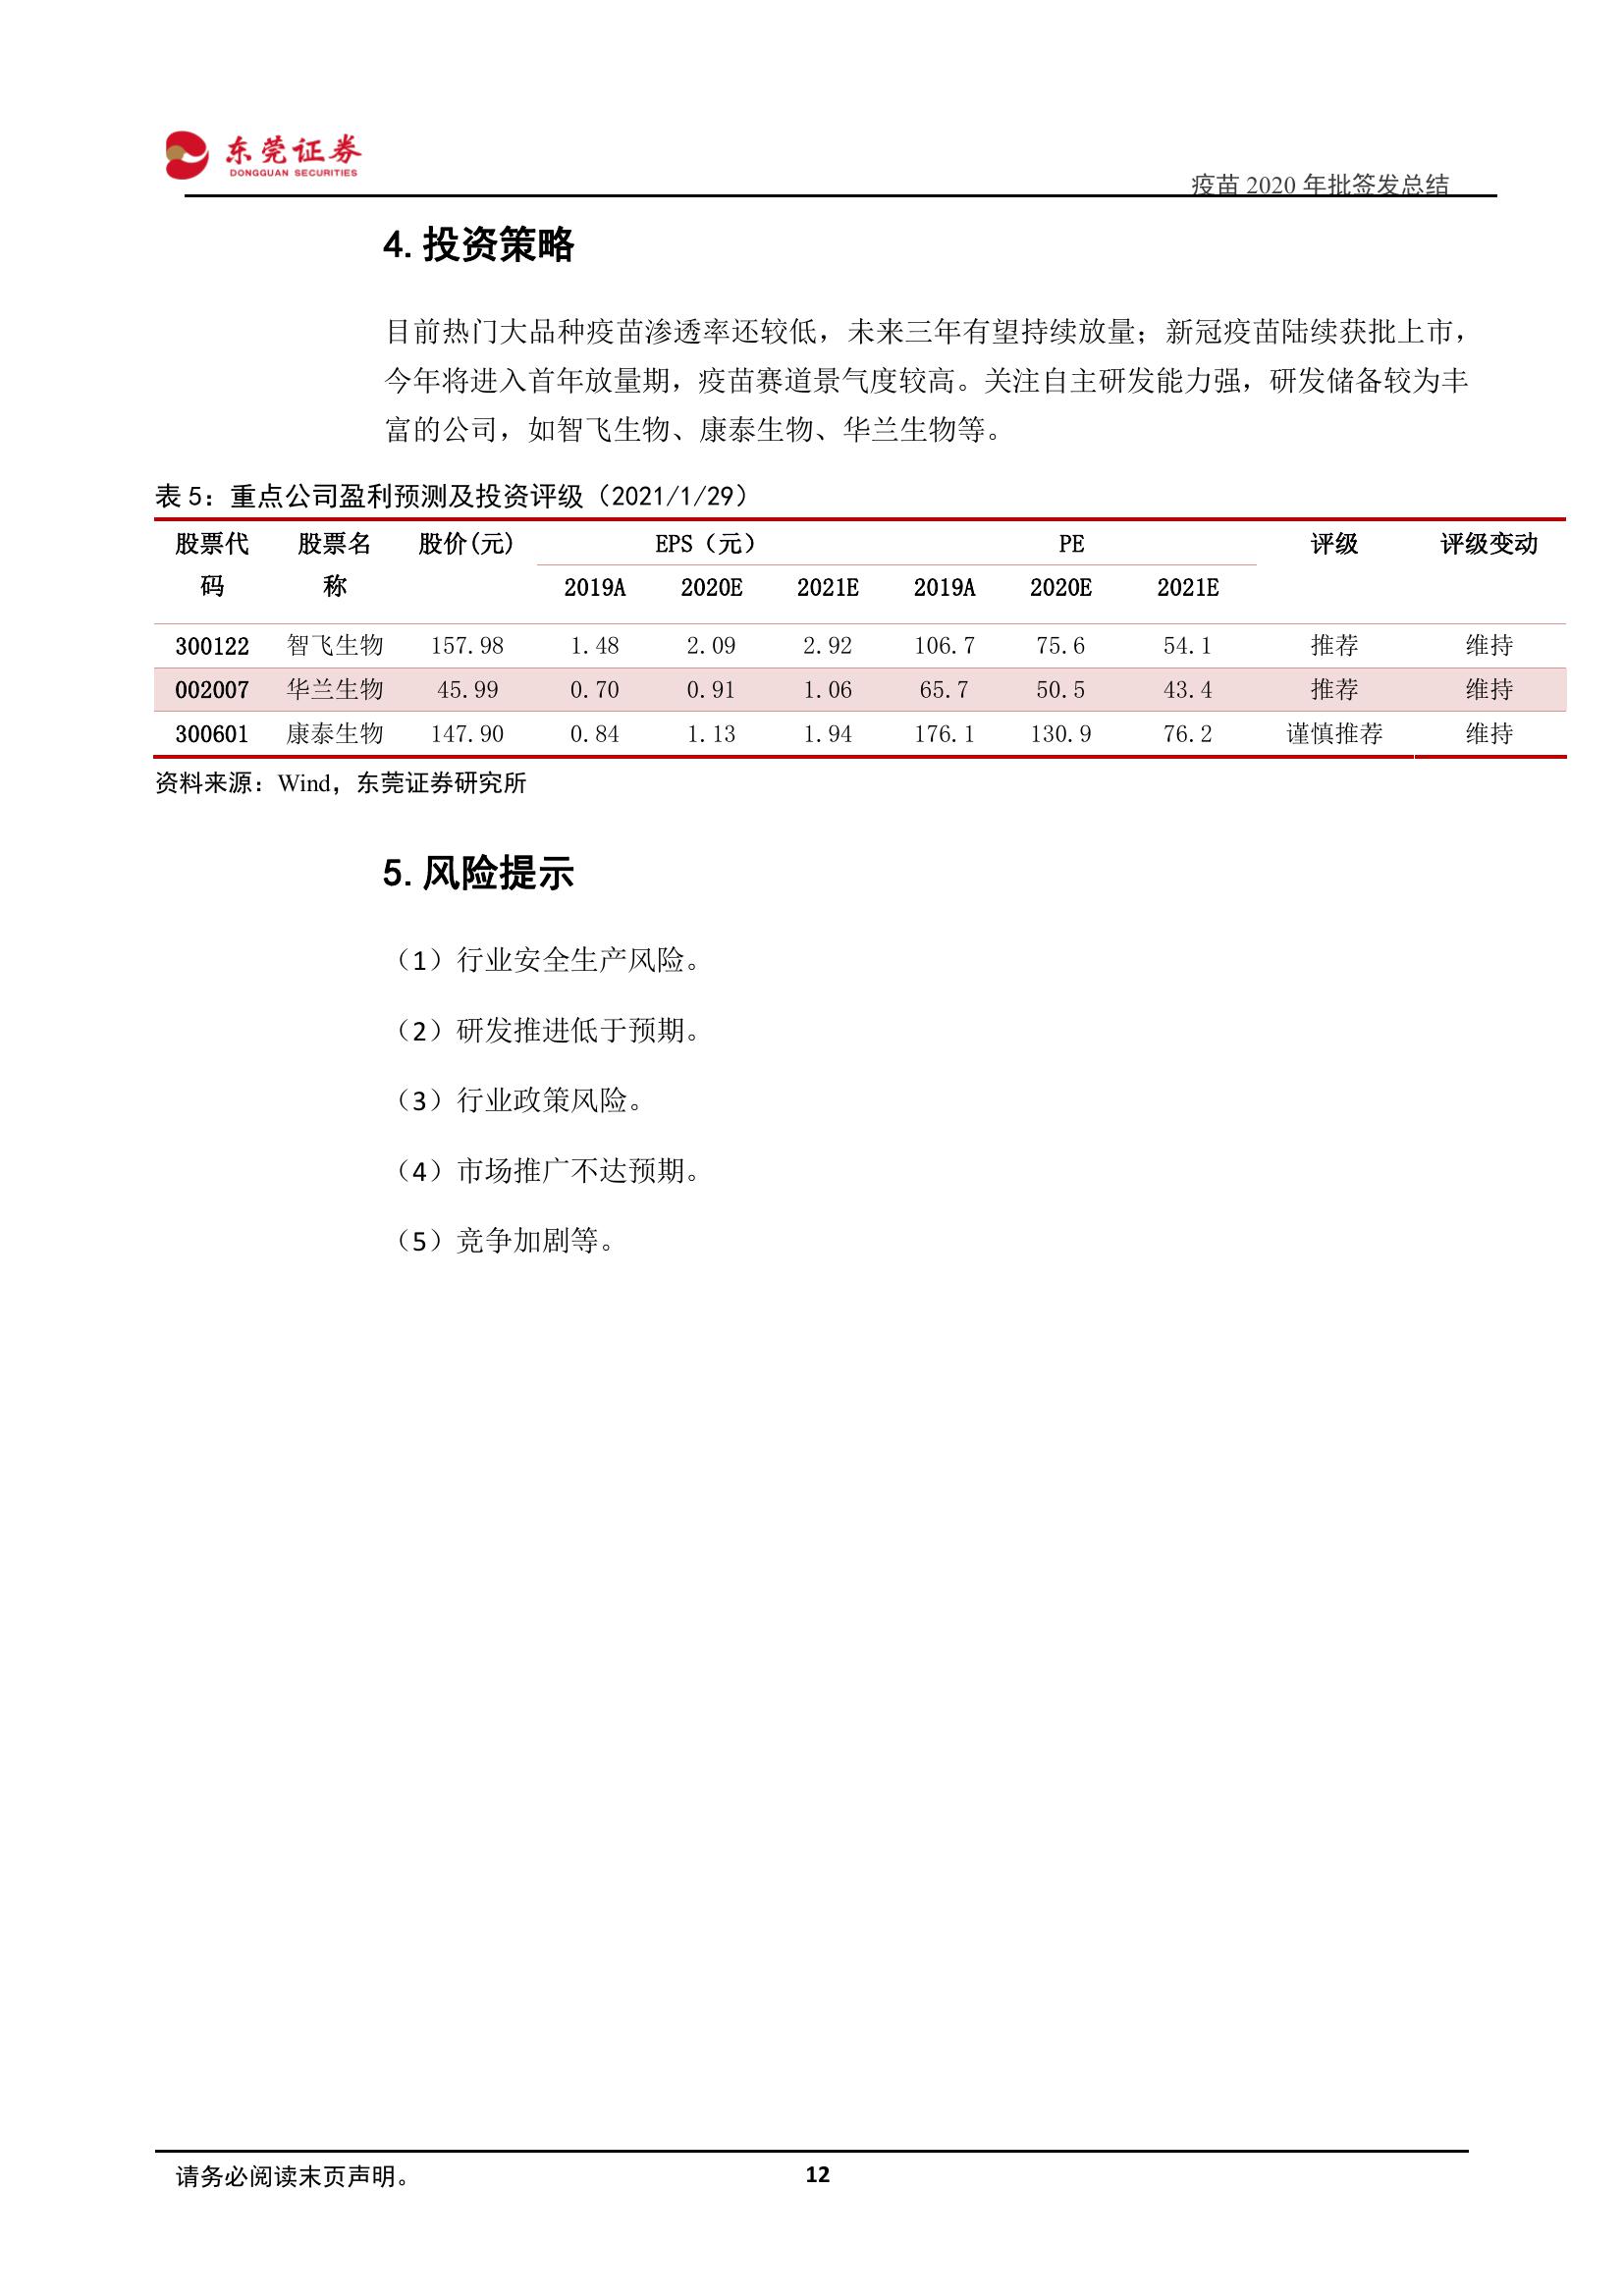 东莞证券
DONGGUAN SECURITIES
疫苗 2020 年批签发总结
4. 投资策略
目前热门大品种疫苗渗透率还较低，未来三年有望持续放量；新冠疫苗陆续获批上市，
今年将进入首年放量期，疫苗赛道景气度较高。关注自主研发能力强，研发储备较为丰
富的公司，如智飞生物、康泰生物、华兰生物等。
表 5：重点公司盈利预测及投资评级（2021/1/29）
股票代 股票名 股价(元) EPS（元） PE 评级 评级变动
码 称 2019A 2020E 2021E 2019A 2020E 2021E
300122 智飞生物 157.98 1.48 2.09 2.92 106.7 75.6 54.1 推荐 维持
002007 华兰生物 45.99 0.70 0.91 1.06 65.7 50.5 43.4 推荐 维持
300601 康泰生物 147.90 0.84 1.13 1.94 176.1 130.9 76.2 谨慎推荐 维持
资料来源：Wind，东莞证券研究所
5. 风险提示
（1）行业安全生产风险。
（2）研发推进低于预期。
（3）行业政策风险。
（4）市场推广不达预期。
（5）竞争加剧等。
请务必阅读末页声明。 12